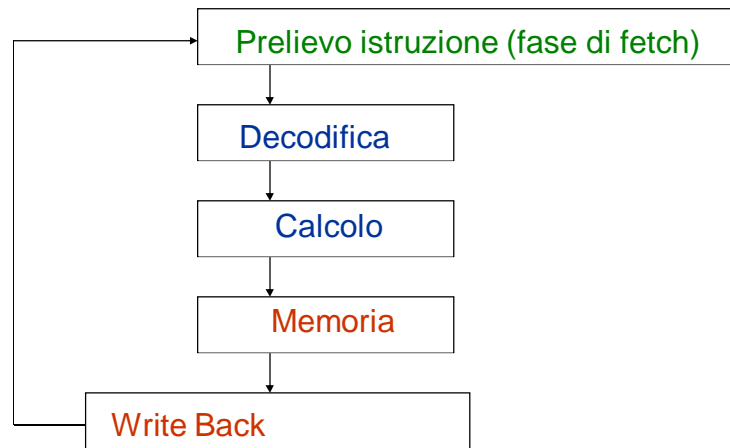 Prelievo istruzione (fase di fetch)
Decodifica
Calcolo
Memoria
Write Back